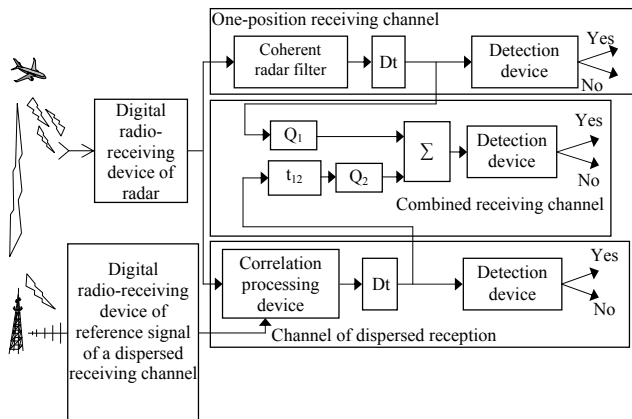 One-position receiving channel
Coherent
radar filter
Dt
Detection
device
Yes
No
Digital
radio-
receiving
device of
radar
Q1
t12
Q2
Σ
Detection
device
Yes
No
Combined receiving channel
Digital
radio-receiving
device of
reference signal
of a dispersed
receiving channel
Correlation
processing
device
Dt
Detection
device
Yes
No
Channel of dispersed reception